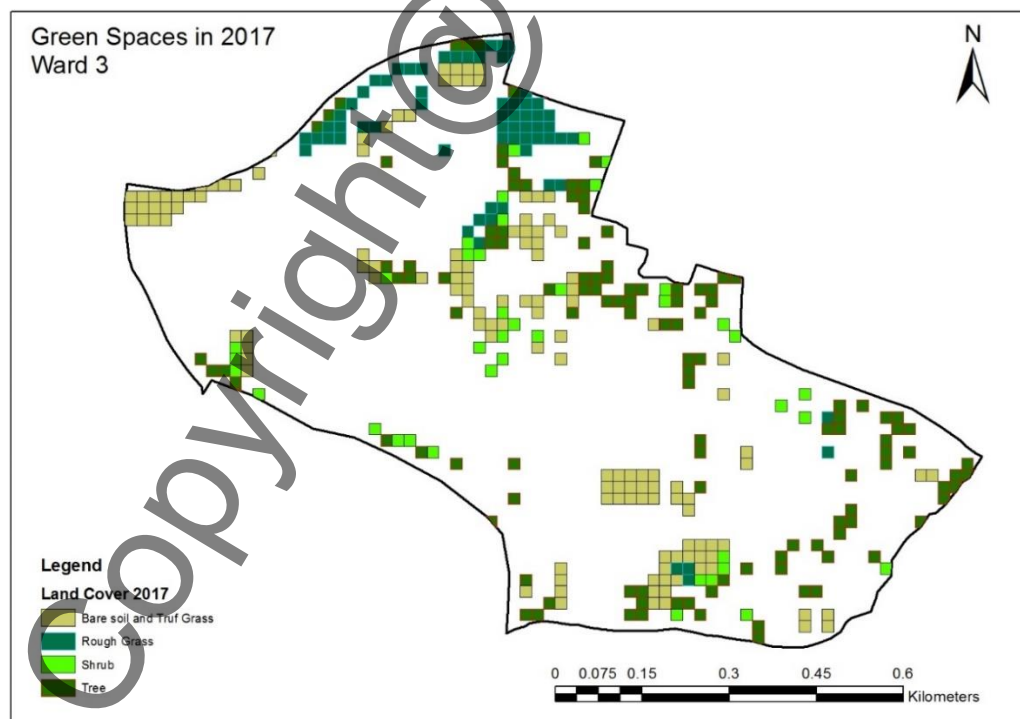 Green Spaces in 2017
Ward 3
N
Copyright@
Legend
Land Cover 2017
Bare soil and Truf Grass
Rough Grass
Shrub
Tree
0 0.075 0.15 0.3 0.45 0.6
Kilometers